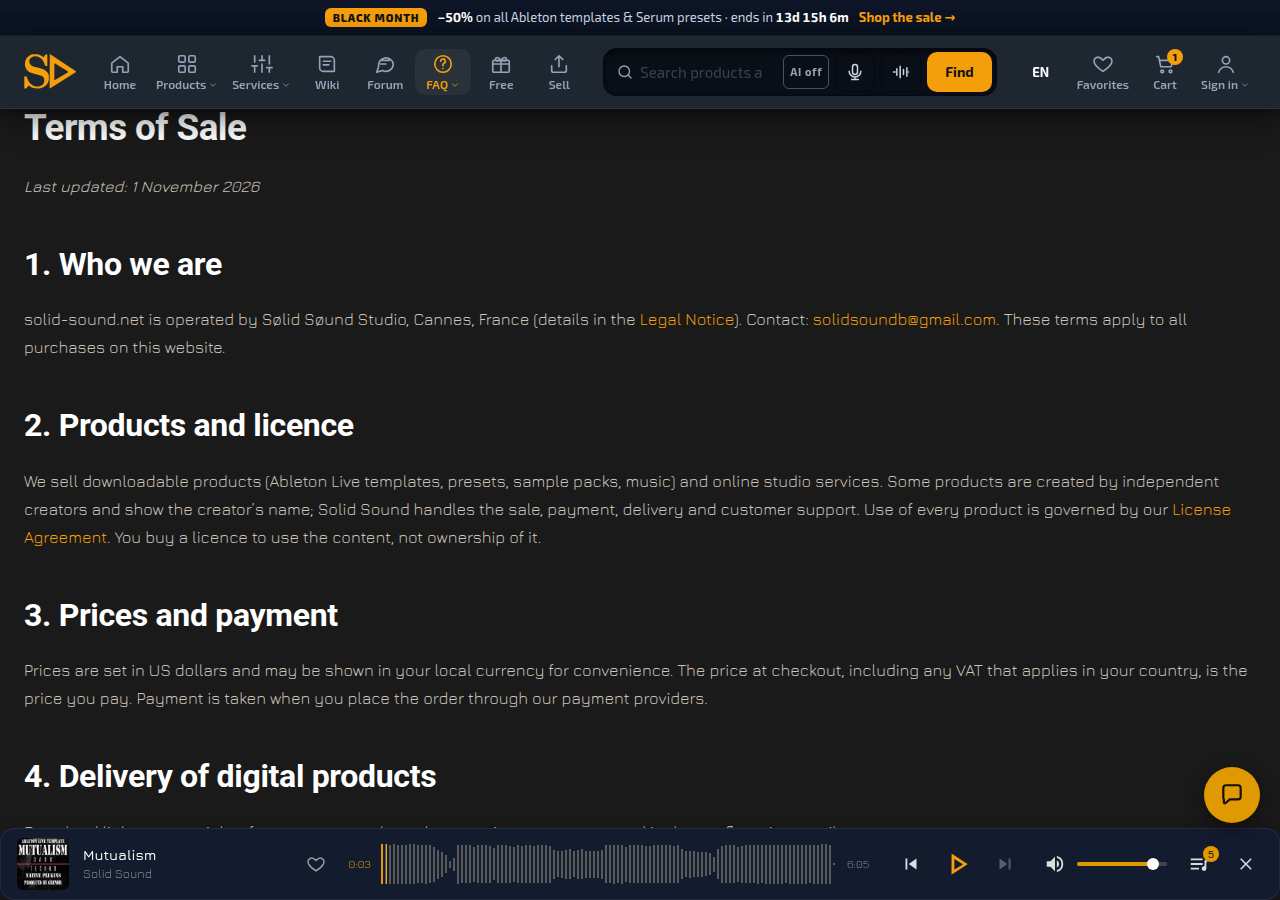 BLACK MONTH −50% on all Ableton templates & Serum presets · ends in 13d 15h 6m Shop the sale →
SD
Home Products Services Wiki Forum FAQ Free Sell
Search products a AI off Find
EN Favorites 1 Cart Sign in
Terms of Sale
Last updated: 1 November 2026
1. Who we are
solid-sound.net is operated by Sølid Søund Studio, Cannes, France (details in the Legal Notice). Contact: solidsoundb@gmail.com. These terms apply to all
purchases on this website.
2. Products and licence
We sell downloadable products (Ableton Live templates, presets, sample packs, music) and online studio services. Some products are created by independent
creators and show the creator's name; Solid Sound handles the sale, payment, delivery and customer support. Use of every product is governed by our License
Agreement. You buy a licence to use the content, not ownership of it.
3. Prices and payment
Prices are set in US dollars and may be shown in your local currency for convenience. The price at checkout, including any VAT that applies in your country, is the
price you pay. Payment is taken when you place the order through our payment providers.
4. Delivery of digital products
MUTUALISM
Mutualism
Solid Sound
0:03
6:05
5